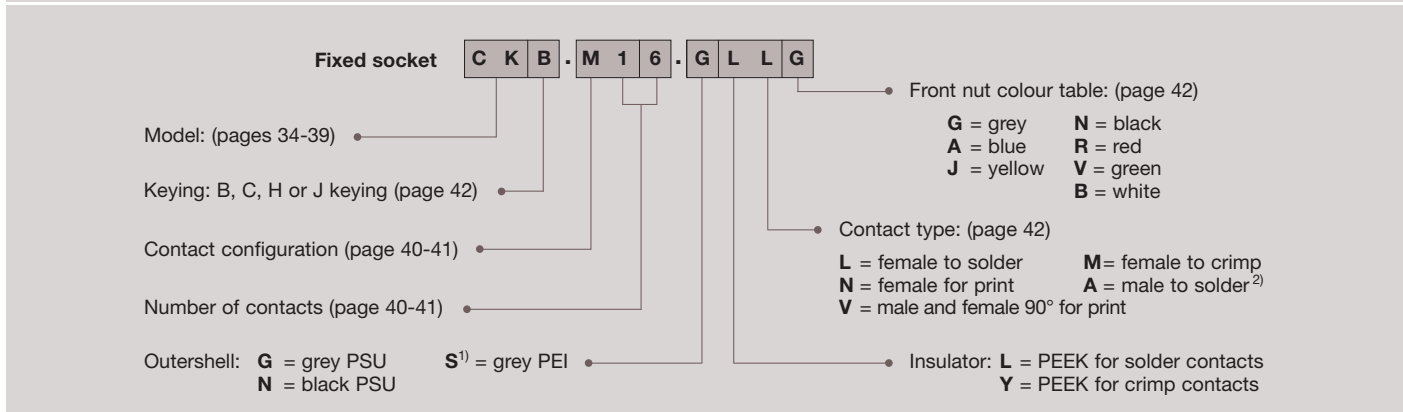 Fixed socket CKB.M16.GLLG
Front nut colour table: (page 42)
G = grey N = black
A = blue R = red
J = yellow V = green
B = white
Model: (pages 34-39)
Keying: B, C, H or J keying (page 42)
Contact type: (page 42)
L = female to solder M= female to crimp
N = female for print A = male to solder 2)
V = male and female 90° for print
Contact configuration (page 40-41)
Number of contacts (page 40-41)
Outershell: G = grey PSU S1) = grey PEI
N = black PSU
Insulator: L = PEEK for solder contacts
Y = PEEK for crimp contacts